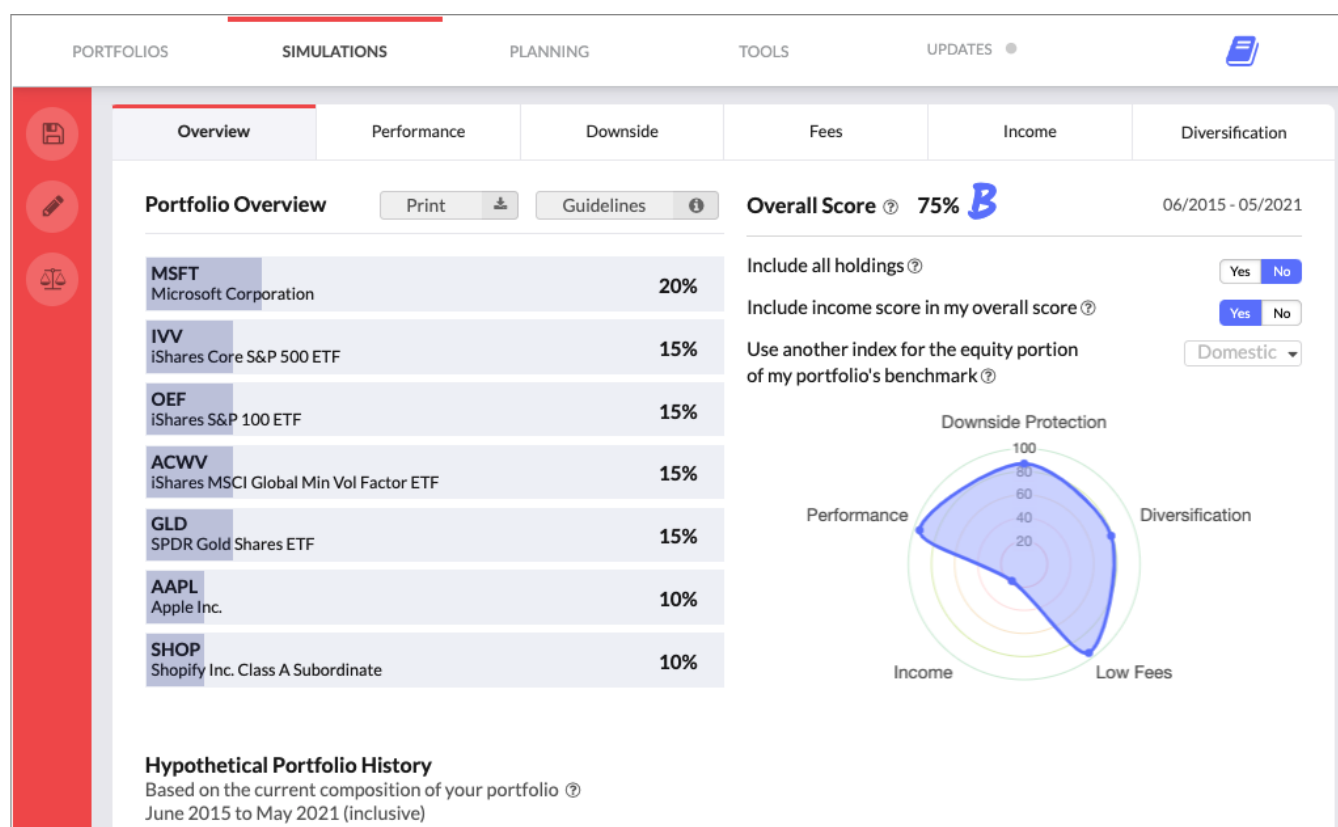 PORTFOLIOS SIMULATIONS PLANNING TOOLS UPDATES
Overview Performance Downside Fees Income Diversification
Portfolio Overview Print Guidelines
MSFT
Microsoft Corporation 20%
IVV
iShares Core S&P 500 ETF 15%
OEF
iShares S&P 100 ETF 15%
ACWV
iShares MSCI Global Min Vol Factor ETF 15%
GLD
SPDR Gold Shares ETF 15%
AAPL
Apple Inc. 10%
SHOP
Shopify Inc. Class A Subordinate 10%
Overall Score 75% B 06/2015 - 05/2021
Include all holdings Yes No
Include income score in my overall score Yes No
Use another index for the equity portion
of my portfolio's benchmark Domestic
Downside Protection
100
80
60
40
20
Performance
Diversification
Income
Low Fees
Hypothetical Portfolio History
Based on the current composition of your portfolio
June 2015 to May 2021 (inclusive)